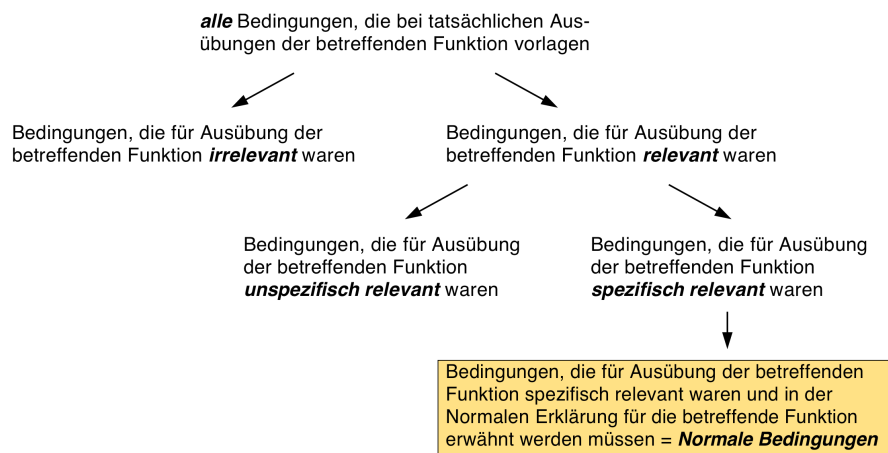 alle Bedingungen, die bei tatsächlichen Aus-
übungen der betreffenden Funktion vorlagen
Bedingungen, die für Ausübung der
betreffenden Funktion irrelevant waren
Bedingungen, die für Ausübung der
betreffenden Funktion relevant waren
Bedingungen, die für Ausübung
der betreffenden Funktion
unspezifisch relevant waren
Bedingungen, die für Ausübung
der betreffenden Funktion
spezifisch relevant waren
Bedingungen, die für Ausübung der betreffenden
Funktion spezifisch relevant waren und in der
Normalen Erklärung für die betreffende Funktion
erwähnt werden müssen = Normale Bedingungen